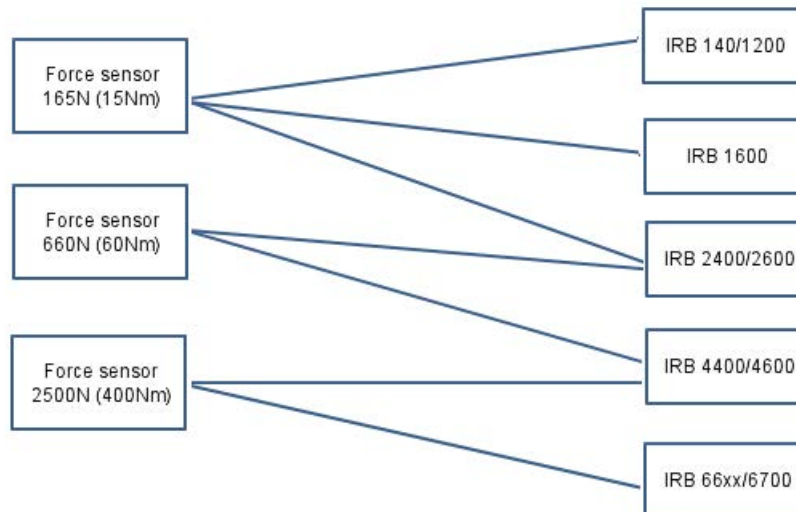 Force sensor
165N (15Nm)
Force sensor
660N (60Nm)
Force sensor
2500N (400Nm)
IRB 140/1200
IRB 1600
IRB 2400/2600
IRB 4400/4600
IRB 66xx/6700